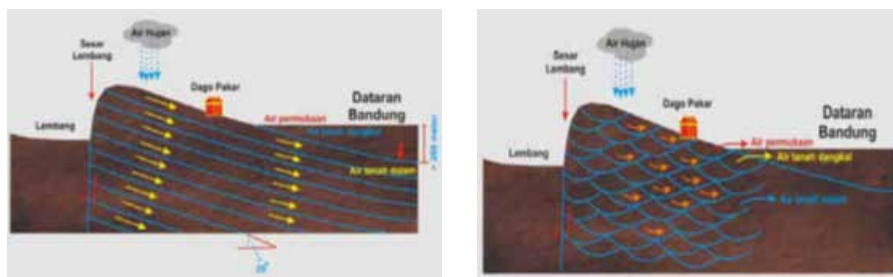 Air Hujan
Sesar
Lembang
Dago Pakar
Dataran
Bandung
Air permukaan
Air tanah dangkal
Lembang
Air tanah dalam
Air Hujan
Sesar
Lembang
Dago Pakar
Dataran
Bandung
Air permukaan
Air tanah dangkal
Lembang
Air tanah